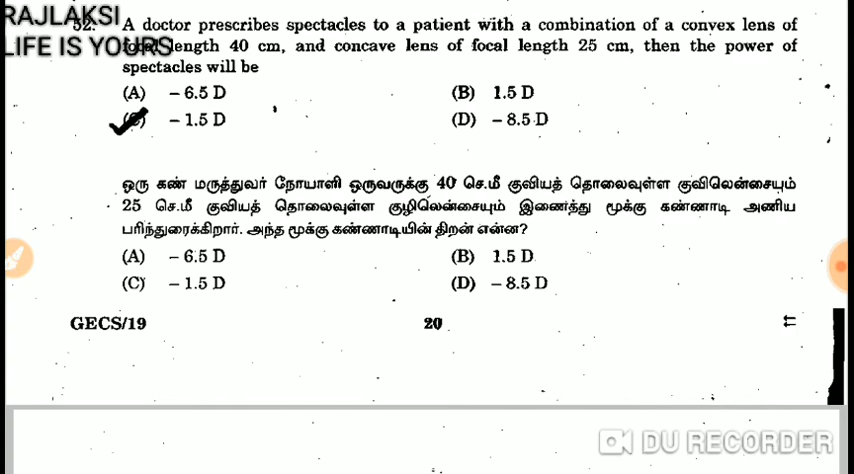 RAJLAKSI
LIFE IS YOURS
52. A doctor prescribes spectacles to a patient with a combination of a convex lens of
focal length 40 cm, and concave lens of focal length 25 cm, then the power of
spectacles will be
(A) – 6.5 D (B) 1.5 D
(C) – 1.5 D (D) – 8.5 D
ஒரு கண் மருத்துவர் நோயாளி ஒருவருக்கு 40 செ.மீ குவியத் தொலைவுள்ள குவிலென்சையும்
25 செ.மீ குவியத் தொலைவுள்ள குழிலென்சையும் இணைத்து மூக்கு கண்ணாடி அணிய
பரிந்துரைக்கிறார். அந்த மூக்கு கண்ணாடியின் திறன் என்ன?
(A) – 6.5 D (B) 1.5 D
(C) – 1.5 D (D) – 8.5 D
GECS/19 20
DU RECORDER